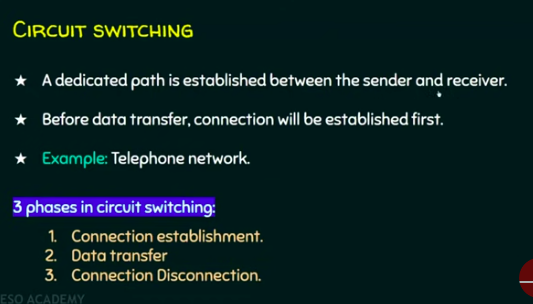 CIRCUIT SWITCHING
★ A dedicated path is established between the sender and receiver.
★ Before data transfer, connection will be established first.
★ Example: Telephone network.
3 phases in circuit switching:
1. Connection establishment.
2. Data transfer
3. Connection Disconnection.
ESO ACADEMY